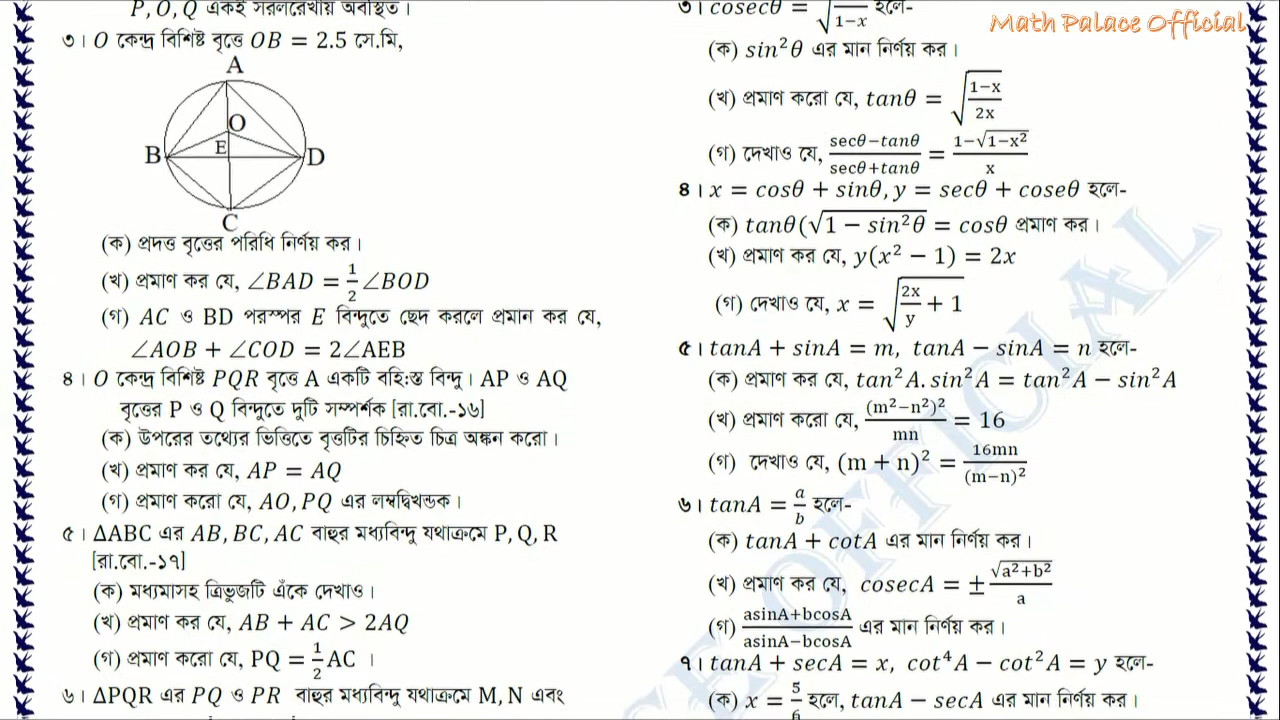 Math Palace Official
P, O, Q একই সরলরেখায় অবস্থিত।
৩। O কেন্দ্র বিশিষ্ট বৃত্তে OB = 2.5 সে.মি,
A
O
B E D
C
(ক) প্রদত্ত বৃত্তের পরিধি নির্ণয় কর।
(খ) প্রমাণ কর যে, ∠BAD = 1/2 ∠BOD
(গ) AC ও BD পরস্পর E বিন্দুতে ছেদ করলে প্রমান কর যে,
∠AOB + ∠COD = 2∠AEB
৪। O কেন্দ্র বিশিষ্ট PQR বৃত্তে A একটি বহি:স্ত বিন্দু। AP ও AQ
বৃত্তের P ও Q বিন্দুতে দুটি সম্পর্শক [রা.বো.-১৬]
(ক) উপরের তথ্যের ভিত্তিতে বৃত্তটির চিহ্নিত চিত্র অঙ্কন করো।
(খ) প্রমাণ কর যে, AP = AQ
(গ) প্রমাণ করো যে, AO, PQ এর লম্বদ্বিখন্ডক।
৫। ΔABC এর AB, BC, AC বাহুর মধ্যবিন্দু যথাক্রমে P, Q, R
[রা.বো.-১৭]
(ক) মধ্যমাসহ ত্রিভুজটি এঁকে দেখাও।
(খ) প্রমাণ কর যে, AB + AC > 2AQ
(গ) প্রমাণ করো যে, PQ = 1/2 AC ।
৬। ΔPQR এর PQ ও PR বাহুর মধ্যবিন্দু যথাক্রমে M, N এবং
৩। cosecθ = √(/1−x) হলে-
(ক) sin²θ এর মান নির্ণয় কর।
(খ) প্রমাণ করো যে, tanθ = √((1−x)/2x)
(গ) দেখাও যে, (secθ−tanθ)/(secθ+tanθ) = (1−√(1−x²))/x
৪। x = cosθ + sinθ, y = secθ + coseθ হলে-
(ক) tanθ(√(1 − sin²θ) = cosθ প্রমাণ কর।
(খ) প্রমাণ কর যে, y(x² − 1) = 2x
(গ) দেখাও যে, x = √(2x/y + 1)
৫। tanA + sinA = m, tanA − sinA = n হলে-
(ক) প্রমাণ কর যে, tan²A. sin²A = tan²A − sin²A
(খ) প্রমাণ করো যে, (m²−n²)²/mn = 16
(গ) দেখাও যে, (m + n)² = 16mn/(m−n)²
৬। tanA = a/b হলে-
(ক) tanA + cotA এর মান নির্ণয় কর।
(খ) প্রমাণ কর যে, cosecA = ± √(a²+b²)/a
(গ) (asinA+bcosA)/(asinA−bcosA) এর মান নির্ণয় কর।
৭। tanA + secA = x, cot⁴A − cot²A = y হলে-
(ক) x = 5/6 হলে, tanA − secA এর মান নির্ণয় কর।
CE OFFICIAL